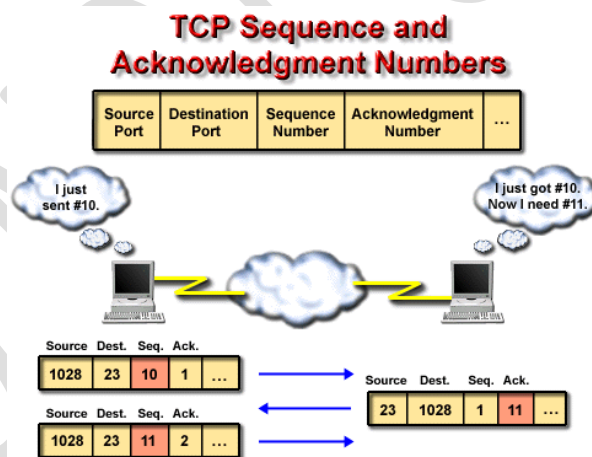 TCP Sequence and
Acknowledgment Numbers
Source Port Destination Port Sequence Number Acknowledgment Number ...
I just
sent #10.
I just got #10.
Now I need #11.
Source Dest. Seq. Ack.
1028 23 10 1 ...
Source Dest. Seq. Ack.
23 1028 1 11 ...
Source Dest. Seq. Ack.
1028 23 11 2 ...